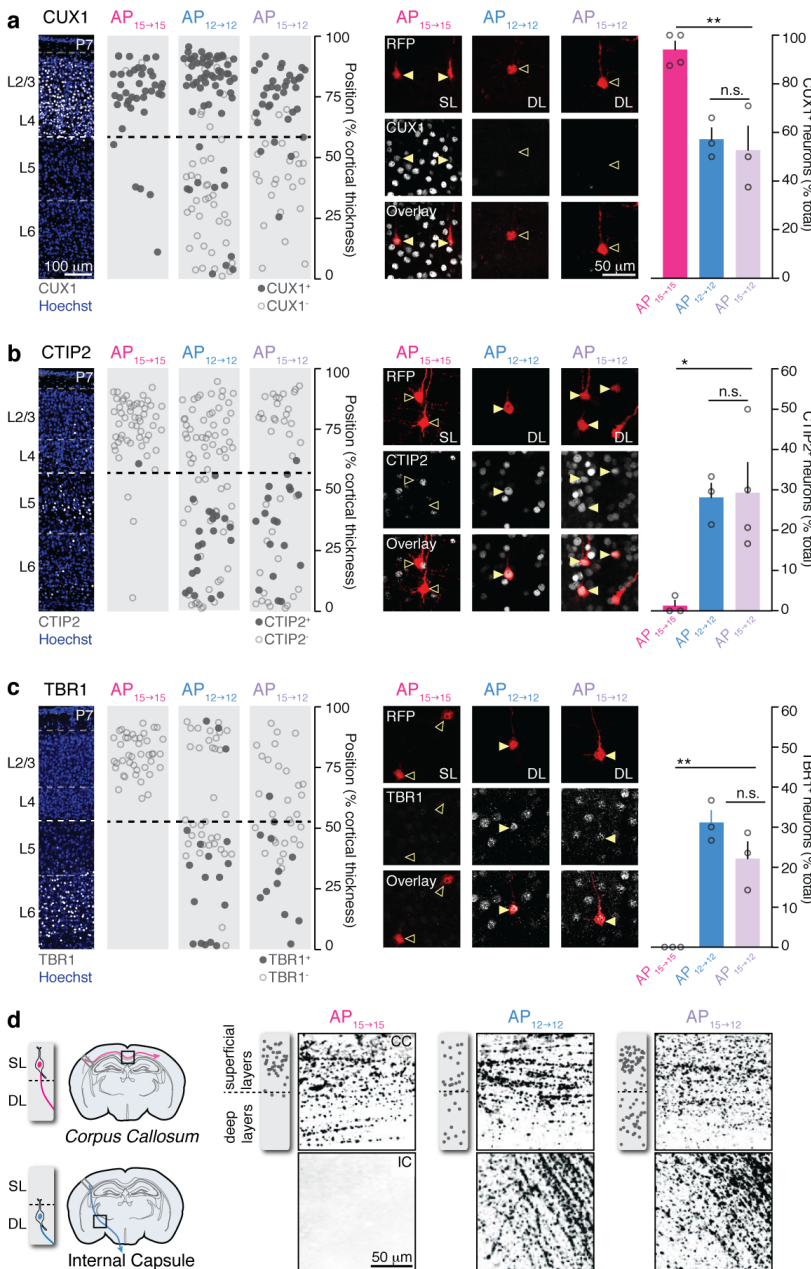 a
CUX1
AP15→15
AP12→12
AP15→12
P7
L2/3
L4
L5
L6
100 μm
CUX1
Hoechst
CUX1+
CUX1-
100
75
50
25
0
Position (% cortical thickness)
AP15→15
AP12→12
AP15→12
RFP
SL
DL
DL
CUX1
Overlay
50 μm
**
n.s.
100
80
60
40
20
0
CUX1+ neurons (% total)
AP15→15
AP12→12
AP15→12
b
CTIP2
AP15→15
AP12→12
AP15→12
P7
L2/3
L4
L5
L6
CTIP2
Hoechst
CTIP2+
CTIP2-
100
75
50
25
0
Position (% cortical thickness)
AP15→15
AP12→12
AP15→12
RFP
SL
DL
DL
CTIP2
Overlay
*
n.s.
60
50
40
30
20
10
0
CTIP2+ neurons (% total)
AP15→15
AP12→12
AP15→12
c
TBR1
AP15→15
AP12→12
AP15→12
P7
L2/3
L4
L5
L6
TBR1
Hoechst
TBR1+
TBR1-
100
75
50
25
0
Position (% cortical thickness)
AP15→15
AP12→12
AP15→12
RFP
SL
DL
DL
TBR1
Overlay
**
n.s.
60
50
40
30
20
10
0
TBR1+ neurons (% total)
AP15→15
AP12→12
AP15→12
d
SL
DL
Corpus Callosum
SL
DL
Internal Capsule
superficial
layers
deep
layers
AP15→15
AP12→12
AP15→12
CC
IC
50 μm